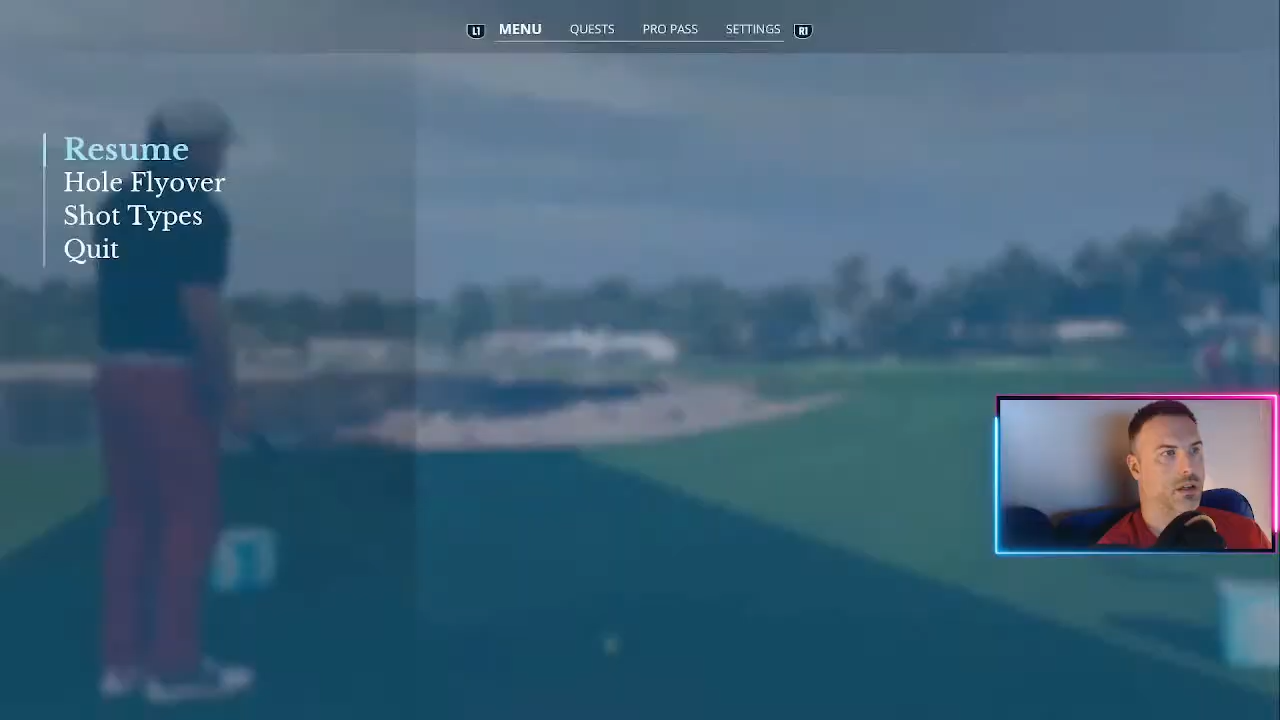 L1 MENU QUESTS PRO PASS SETTINGS R1
Resume
Hole Flyover
Shot Types
Quit